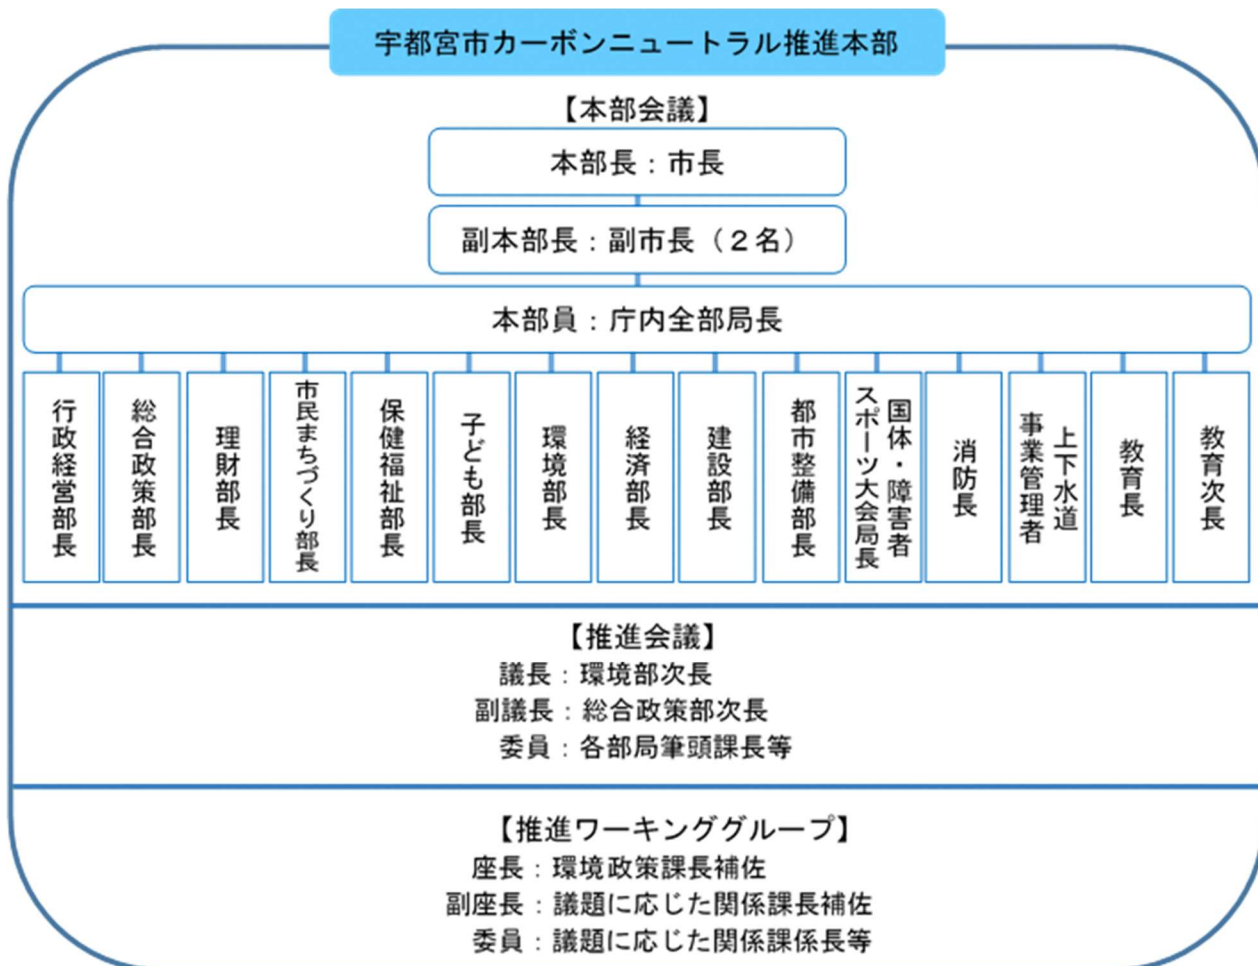 宇都宮市カーボンニュートラル推進本部
【本部会議】
本部長：市長
副本部長：副市長（２名）
本部員：庁内全部局長
行政経営部長
総合政策部長
理財部長
市民まちづくり部長
保健福祉部長
子ども部長
環境部長
経済部長
建設部長
都市整備部長
国体・障害者
スポーツ大会局長
消防長
上下水道
事業管理者
教育長
教育次長
【推進会議】
議長：環境部次長
副議長：総合政策部次長
委員：各部局筆頭課長等
【推進ワーキンググループ】
座長：環境政策課長補佐
副座長：議題に応じた関係課長補佐
委員：議題に応じた関係課係長等